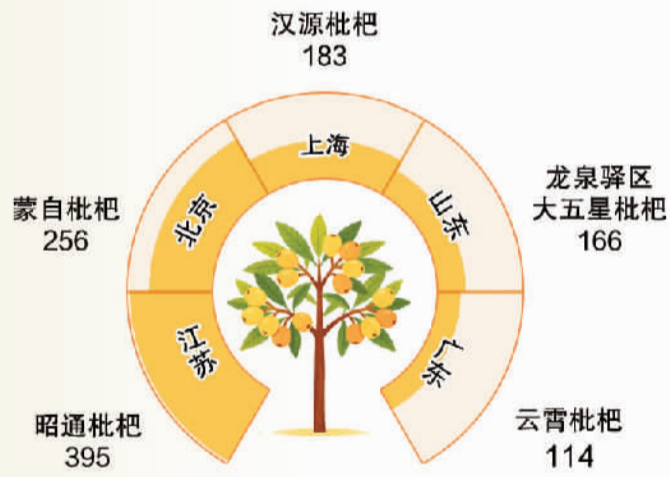 汉源枇杷
183
上海
北京
山东
蒙自枇杷
256
龙泉驿区
大五星枇杷
166
江苏
广东
昭通枇杷
395
云霄枇杷
114